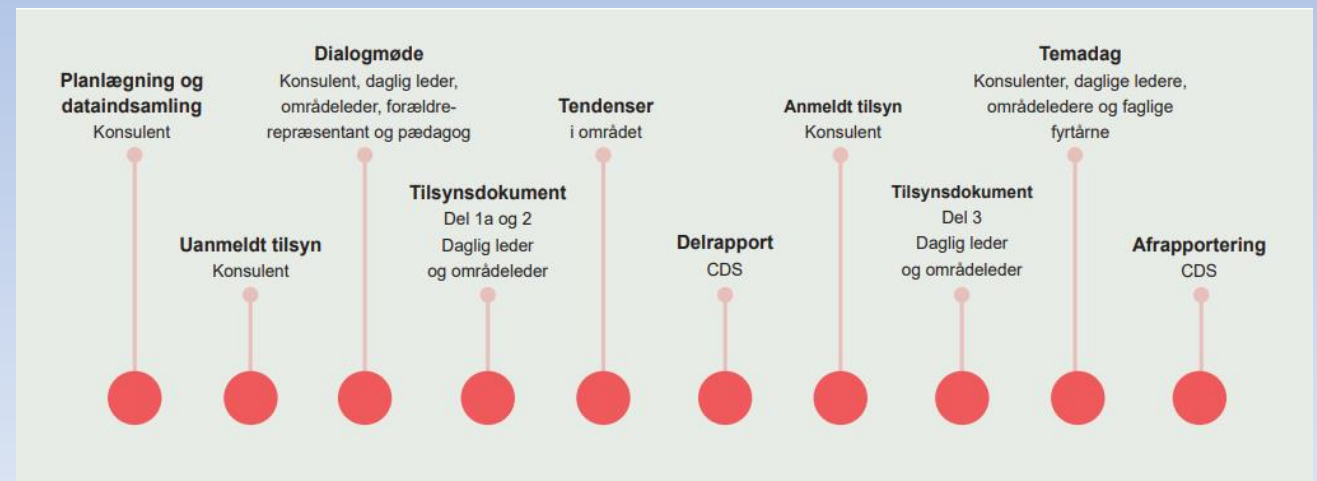 Planlægning og
dataindsamling
Konsulent
Uanmeldt tilsyn
Konsulent
Dialogmøde
Konsulent, daglig leder,
områdeleder, forældre-
repræsentant og pædagog
Tilsynsdokument
Del 1a og 2
Daglig leder
og områdeleder
Tendenser
i området
Delrapport
CDS
Anmeldt tilsyn
Konsulent
Tilsynsdokument
Del 3
Daglig leder
og områdeleder
Temadag
Konsulenter, daglige ledere,
områdeledere og faglige
fyrtårne
Afrapportering
CDS